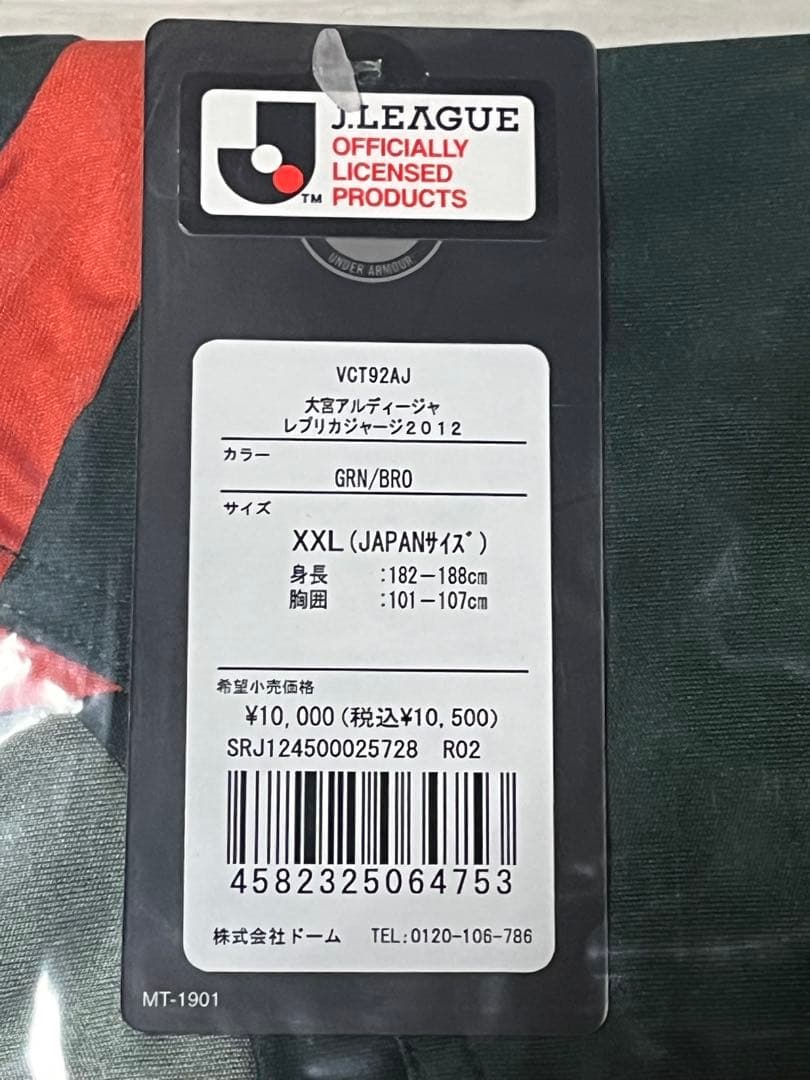 J.LEAGUE
OFFICIALLY
LICENSED
TM PRODUCTS
UNDER ARMOUR
VCT92AJ
大宮アルディージャ
レプリカジャージ2012
カラー
GRN/BRO
サイズ
XXL(JAPANｻｲｽﾞ)
身長 :182－188cm
胸囲 :101－107cm
希望小売価格
¥10,000(税込¥10,500)
SRJ124500025728 R02
4582325064753
株式会社ドーム TEL:0120-106-786
MT-1901